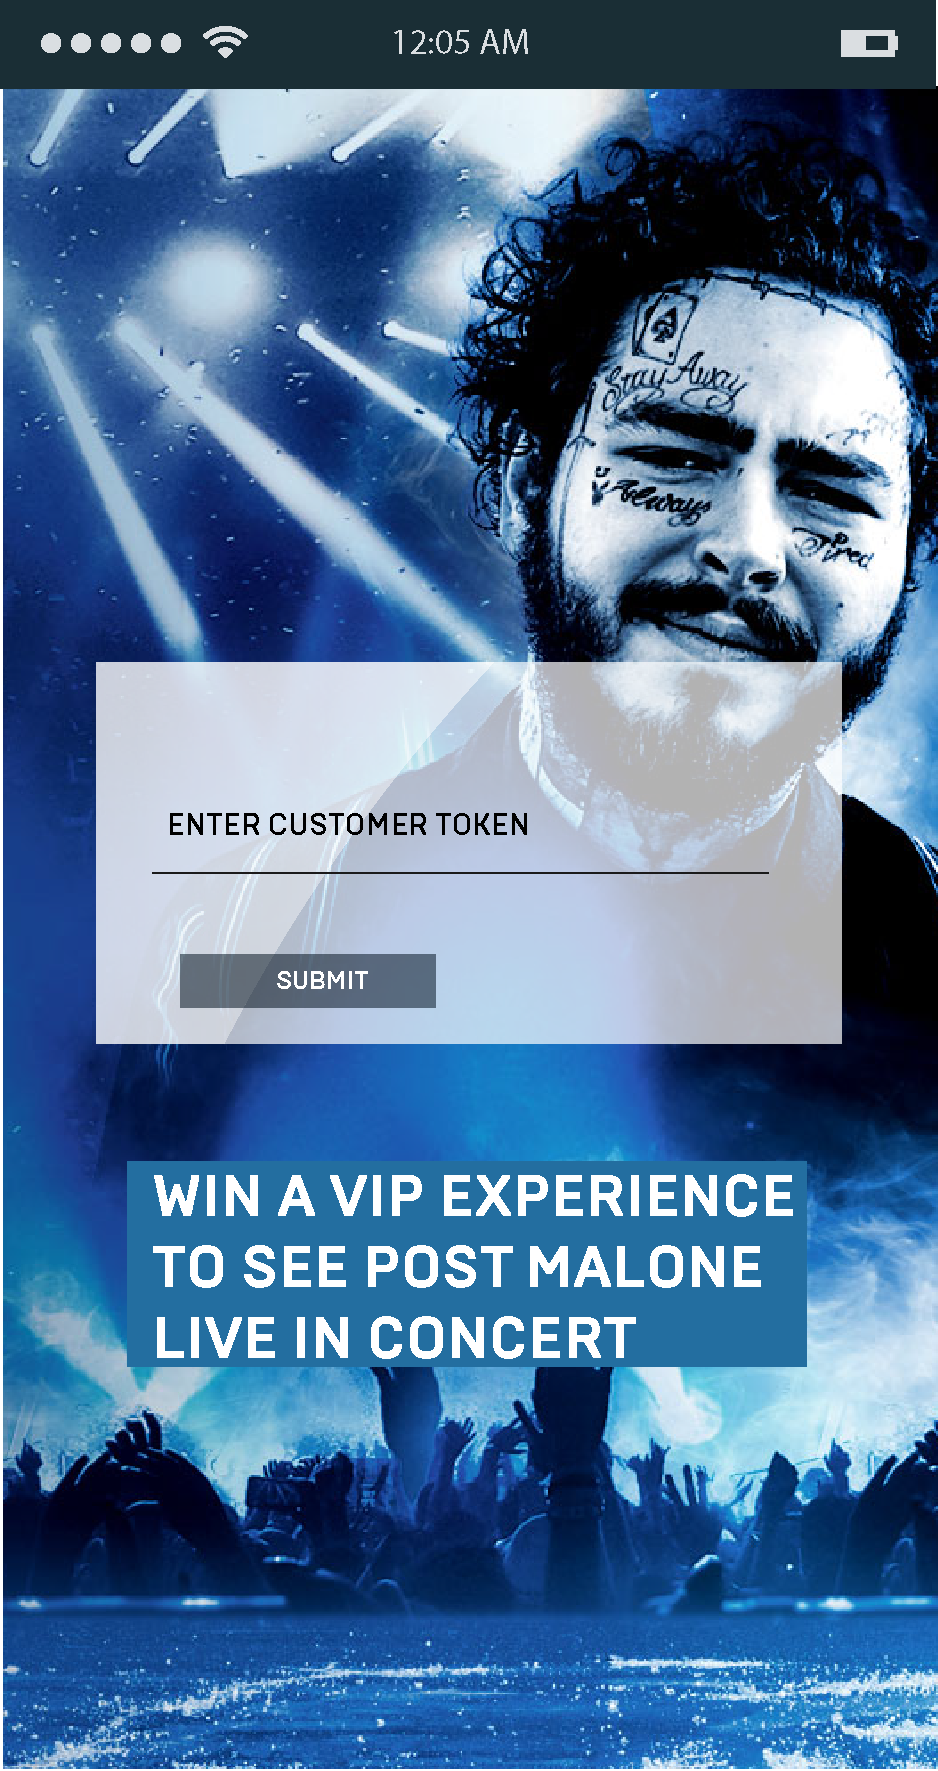 12:05 AM
Stay Away
Always
Tired
ENTER CUSTOMER TOKEN
SUBMIT
WIN A VIP EXPERIENCE
TO SEE POST MALONE
LIVE IN CONCERT